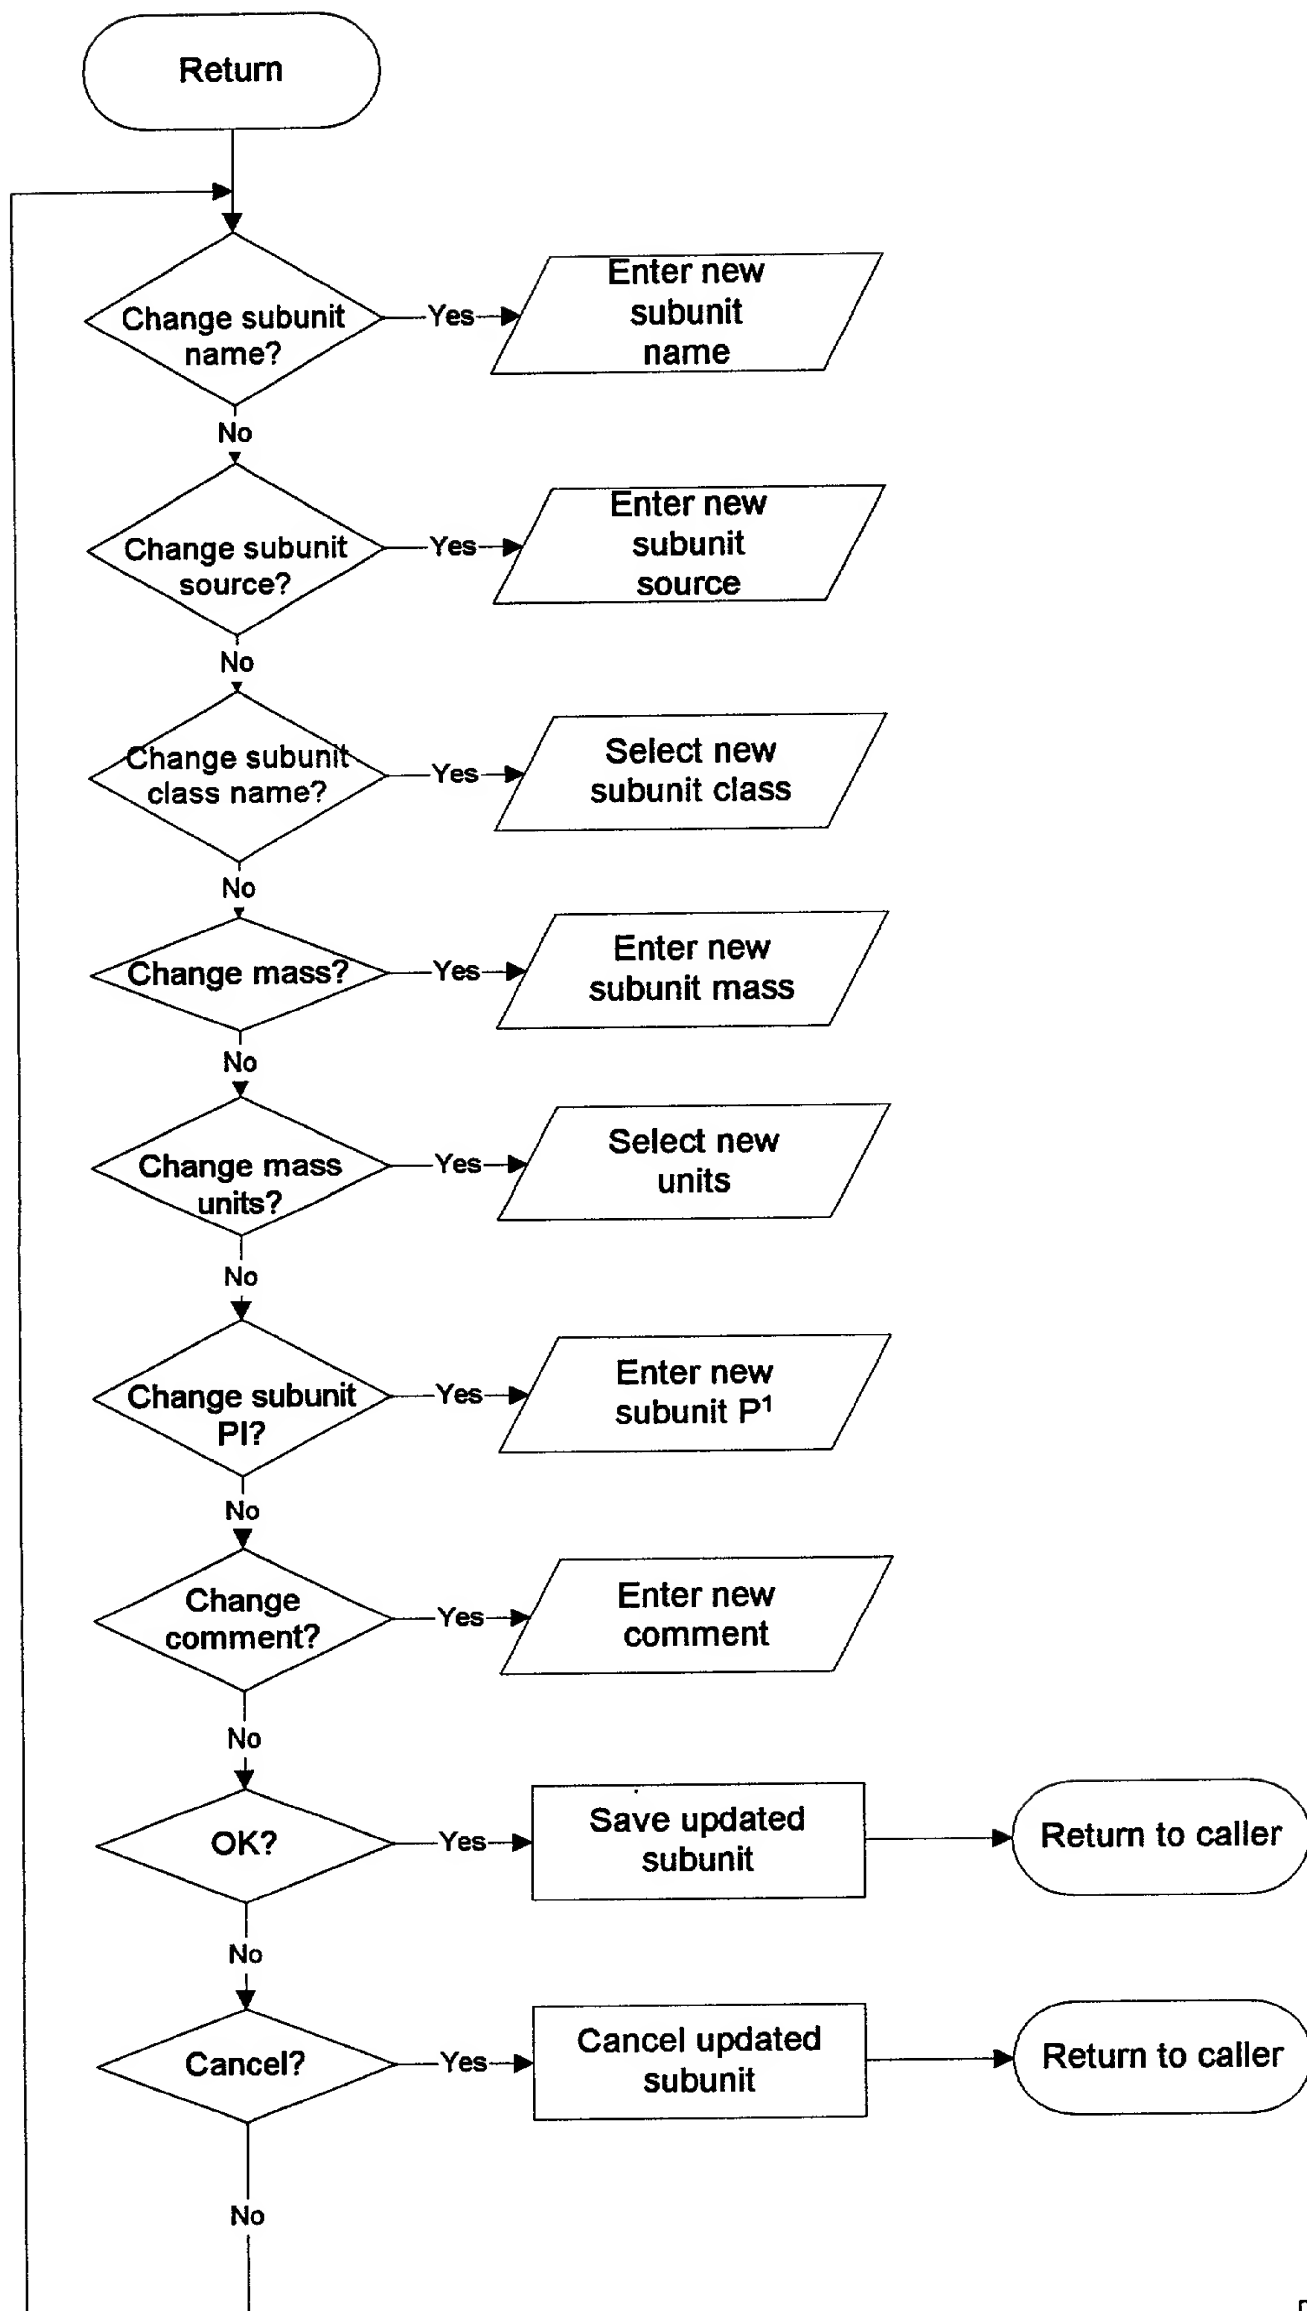 Return
Change subunit
name?
Yes
Enter new
subunit
name
No
Change subunit
source?
Yes
Enter new
subunit
source
No
Change subunit
class name?
Yes
Select new
subunit class
No
Change mass?
Yes
Enter new
subunit mass
No
Change mass
units?
Yes
Select new
units
No
Change subunit
PI?
Yes
Enter new
subunit P¹
No
Change
comment?
Yes
Enter new
comment
No
OK?
Yes
Save updated
subunit
Return to caller
No
Cancel?
Yes
Cancel updated
subunit
Return to caller
No